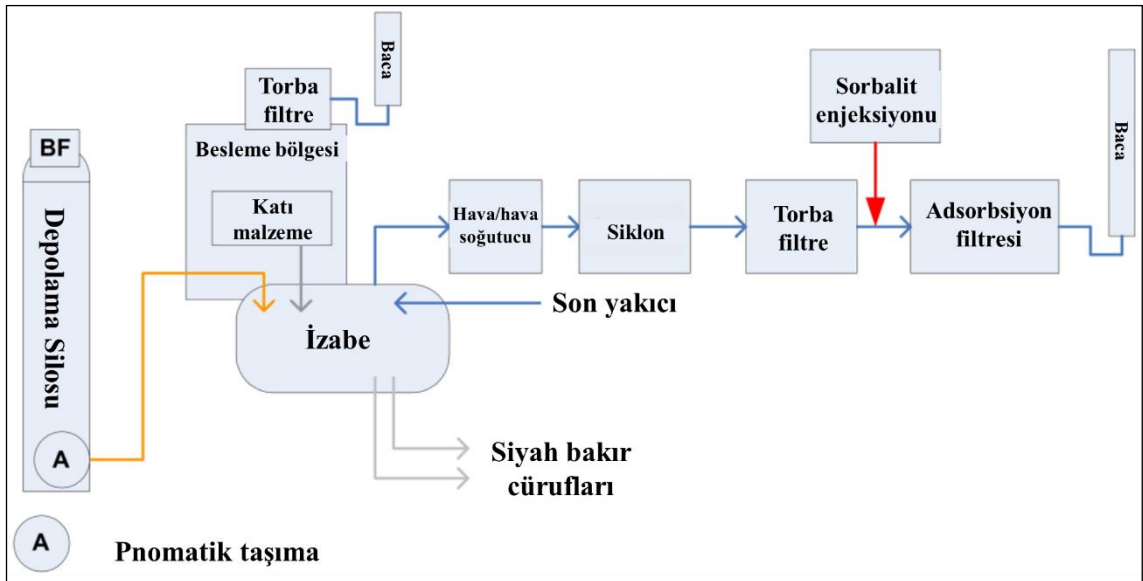 Baca
Torba
filtre
Besleme bölgesi
Katı
malzeme
BF
Depolama Silosu
A
Hava/hava
soğutucu
Siklon
Torba
filtre
Sorbalit
enjeksiyonu
Adsorbsiyon
filtresi
Baca
Son yakıcı
İzabe
Siyah bakır
cürufları
A
Pnomatik taşıma